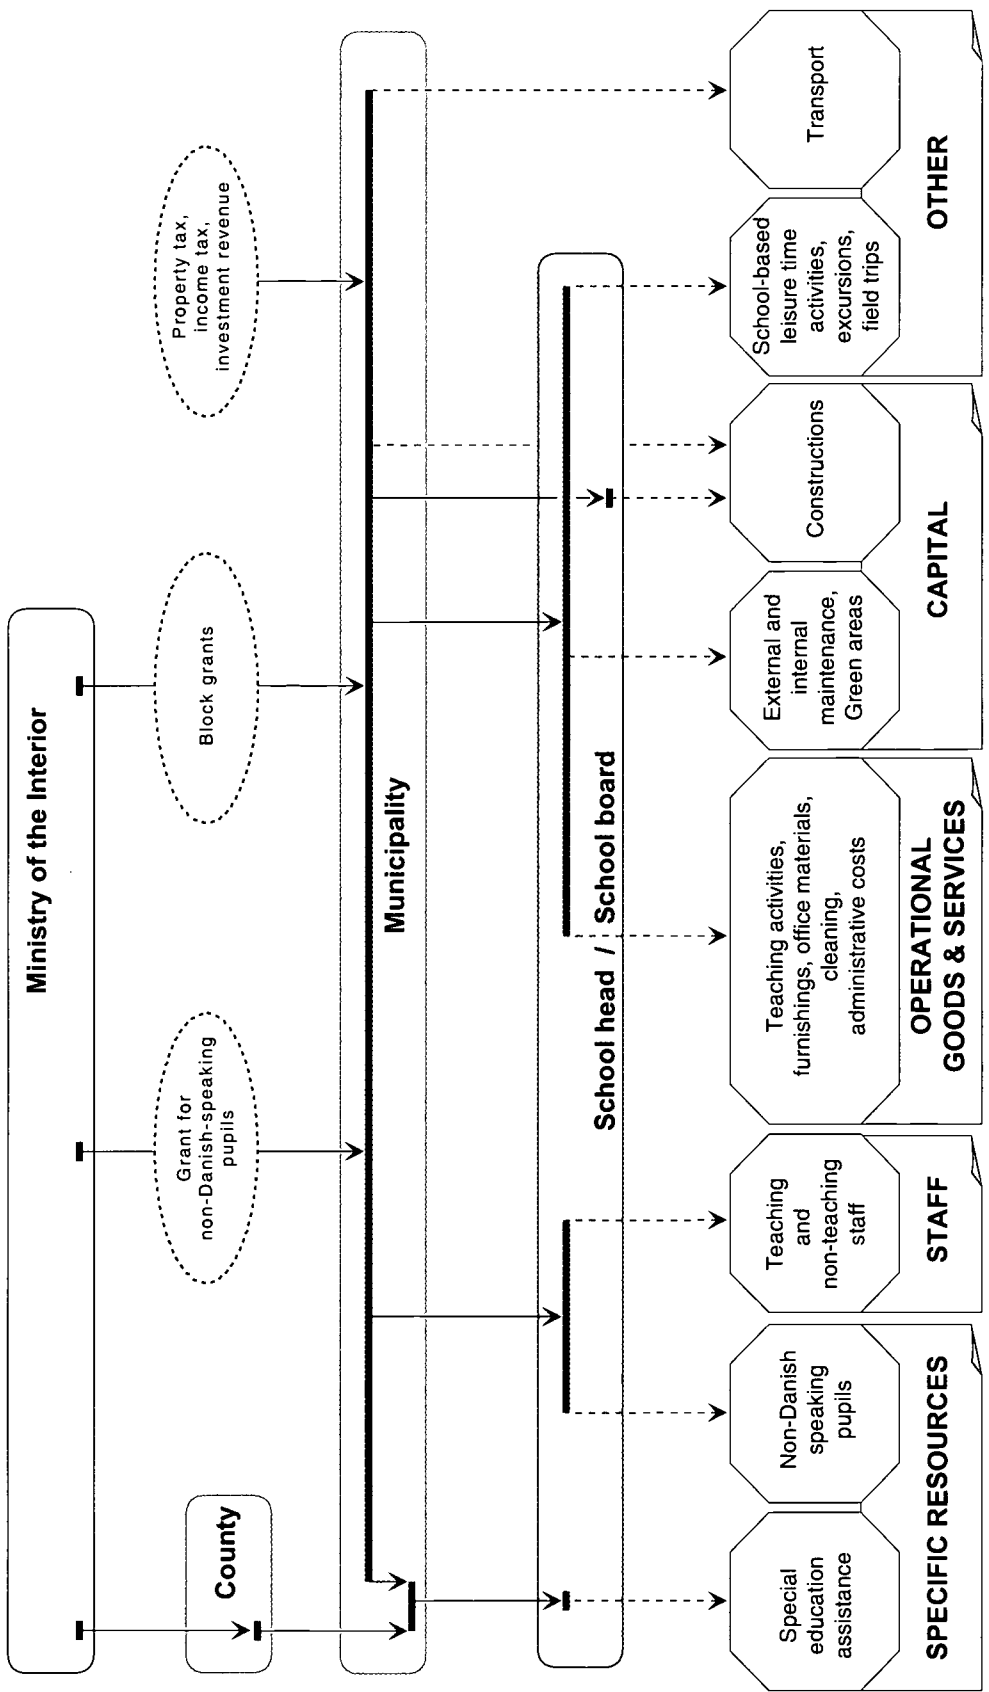 Ministry of the Interior
County
Grant for
non-Danish-speaking
pupils
Block grants
Property tax,
income tax,
investment revenue
Municipality
School head / School board
Special
education
assistance
Non-Danish
speaking
pupils
Teaching
and
non-teaching
staff
Teaching activities,
furnishings, office materials,
cleaning,
administrative costs
External and
internal
maintenance,
Green areas
Constructions
School-based
leisure time
activities,
excursions,
field trips
Transport
SPECIFIC RESOURCES
STAFF
OPERATIONAL
GOODS & SERVICES
CAPITAL
OTHER